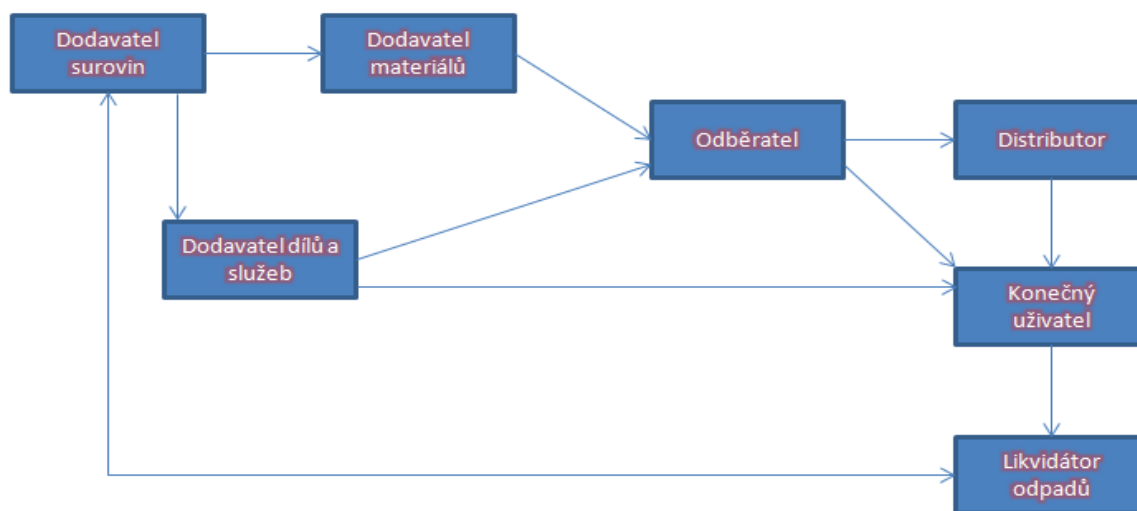 Dodavatel
surovin
Dodavatel
materiálů
Odběratel
Distributor
Dodavatel dílů a
služeb
Konečný
uživatel
Likvidátor
odpadů